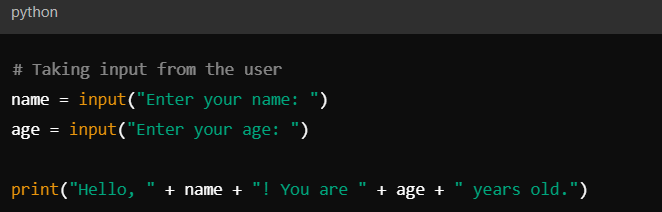 python
# Taking input from the user
name = input("Enter your name: ")
age = input("Enter your age: ")
print("Hello, " + name + "! You are " + age + " years old.")